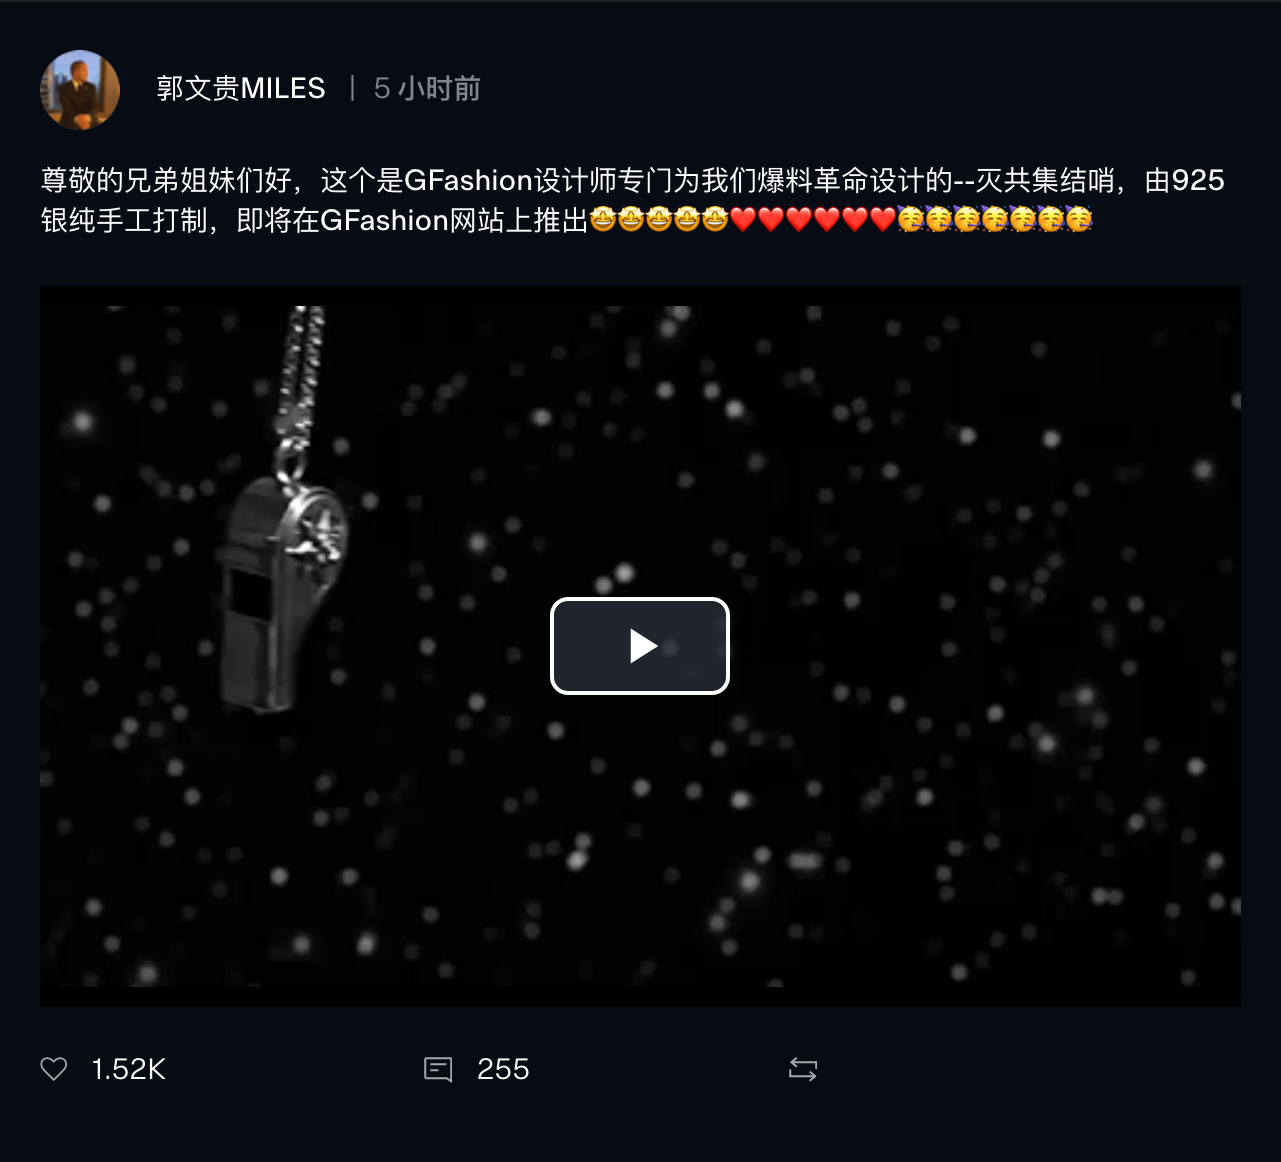 郭文贵MILES | 5 小时前
尊敬的兄弟姐妹们好，这个是GFashion设计师专门为我们爆料革命设计的--灭共集结哨，由925
银纯手工打制，即将在GFashion网站上推出🤩🤩🤩🤩🤩❤️❤️❤️❤️❤️❤️🥳🥳🥳🥳🥳🥳🥳
1.52K
255